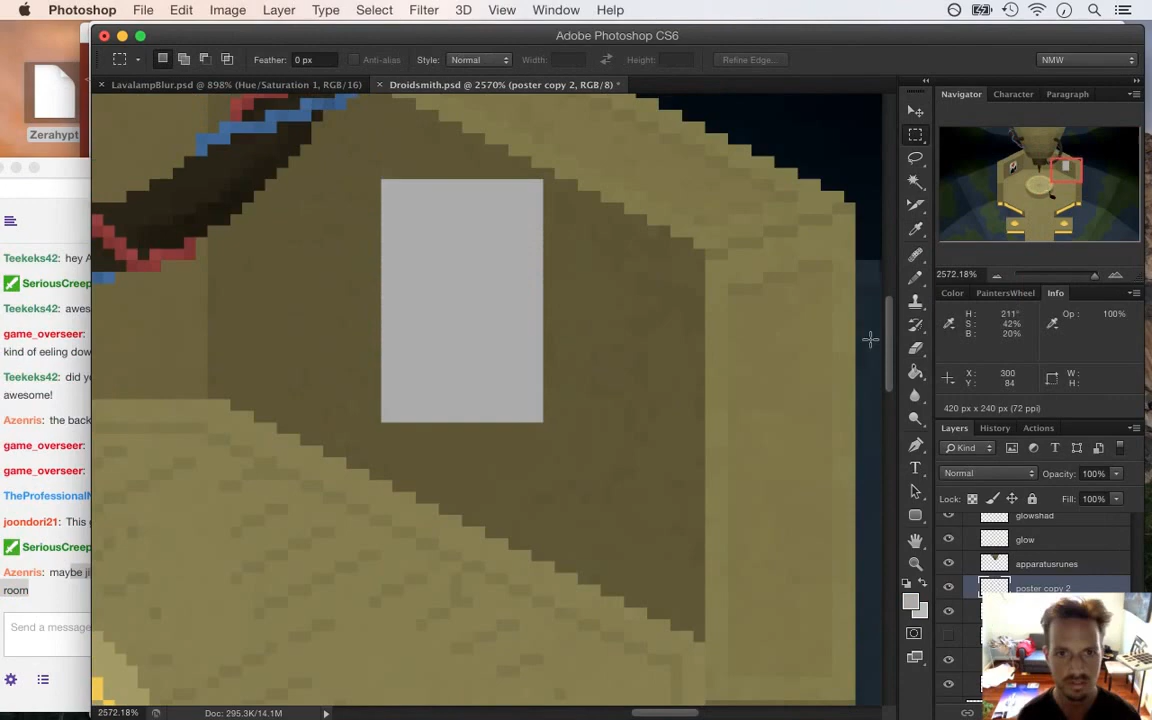 Photoshop File Edit Image Layer Type Select Filter 3D View Window Help
Adobe Photoshop CS6
Feather: 0 px Anti-alias Style: Normal Width: Height: Refine Edge... NMW
LavalampBlur.psd @ 898% (Hue/Saturation 1, RGB/16) Droidsmith.psd @ 2570% (poster copy 2, RGB/8) *
Navigator Character Paragraph
Zerahypt
2572.18%
Color PaintersWheel Info
H: 211°
S: 42%
B: 20%
Op: 100%
X: 300
Y: 84
W:
H:
420 px x 240 px (72 ppi)
Layers History Actions
Kind
Normal Opacity: 100%
Lock: Fill: 100%
glowshad
glow
apparatusrunes
poster copy 2
Teekeks42: hey
SeriousCreep
Teekeks42: awes
game_overseer:
kind of eeling dow
Teekeks42: did y
awesome!
Azenris: the back
game_overseer:
game_overseer:
TheProfessional
joondori21: This
SeriousCreep
Azenris: maybe ji
room
Send a message
2572.18% Doc: 295.3K/14.1M